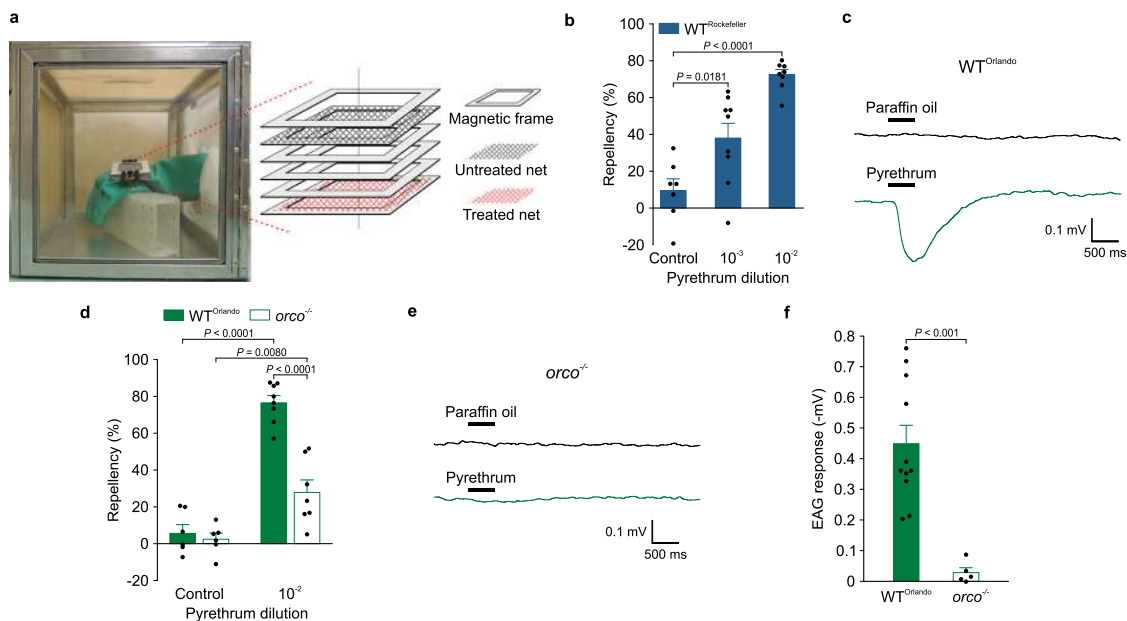 a
Magnetic frame
Untreated net
Treated net
b
WT^Rockefeller
P < 0.0001
P = 0.0181
Repellency (%)
100
80
60
40
20
0
-20
Control
10^-3
10^-2
Pyrethrum dilution
c
WT^Orlando
Paraffin oil
Pyrethrum
0.1 mV
500 ms
d
WT^Orlando
orco^-/-
P < 0.0001
P = 0.0080
P < 0.0001
Repellency (%)
100
80
60
40
20
0
-20
Control
10^-2
Pyrethrum dilution
e
orco^-/-
Paraffin oil
Pyrethrum
0.1 mV
500 ms
f
P < 0.001
EAG response (-mV)
0.8
0.7
0.6
0.5
0.4
0.3
0.2
0.1
0
WT^Orlando
orco^-/-